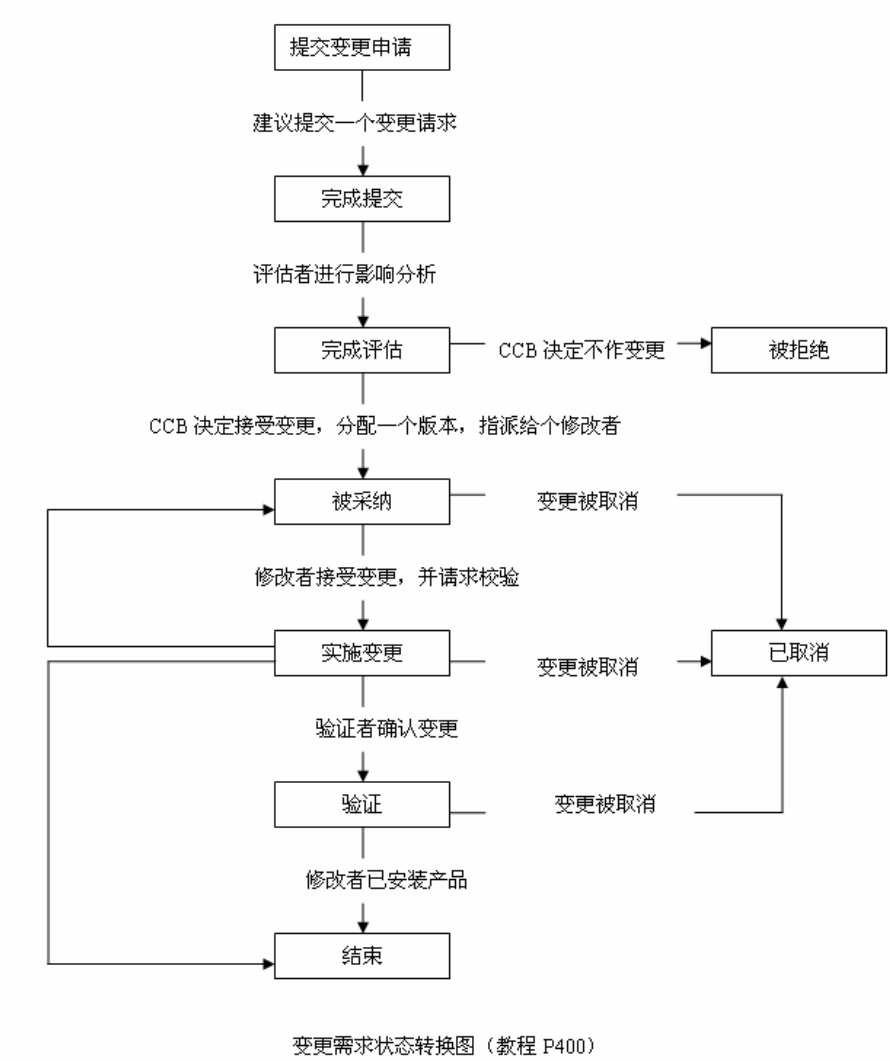 提交变更申请
建议提交一个变更请求
完成提交
评估者进行影响分析
完成评估
CCB 决定不作变更
被拒绝
CCB 决定接受变更，分配一个版本，指派给个修改者
被采纳
变更被取消
修改者接受变更，并请求校验
实施变更
变更被取消
已取消
验证者确认变更
验证
变更被取消
修改者已安装产品
结束
变更需求状态转换图（教程 P400）